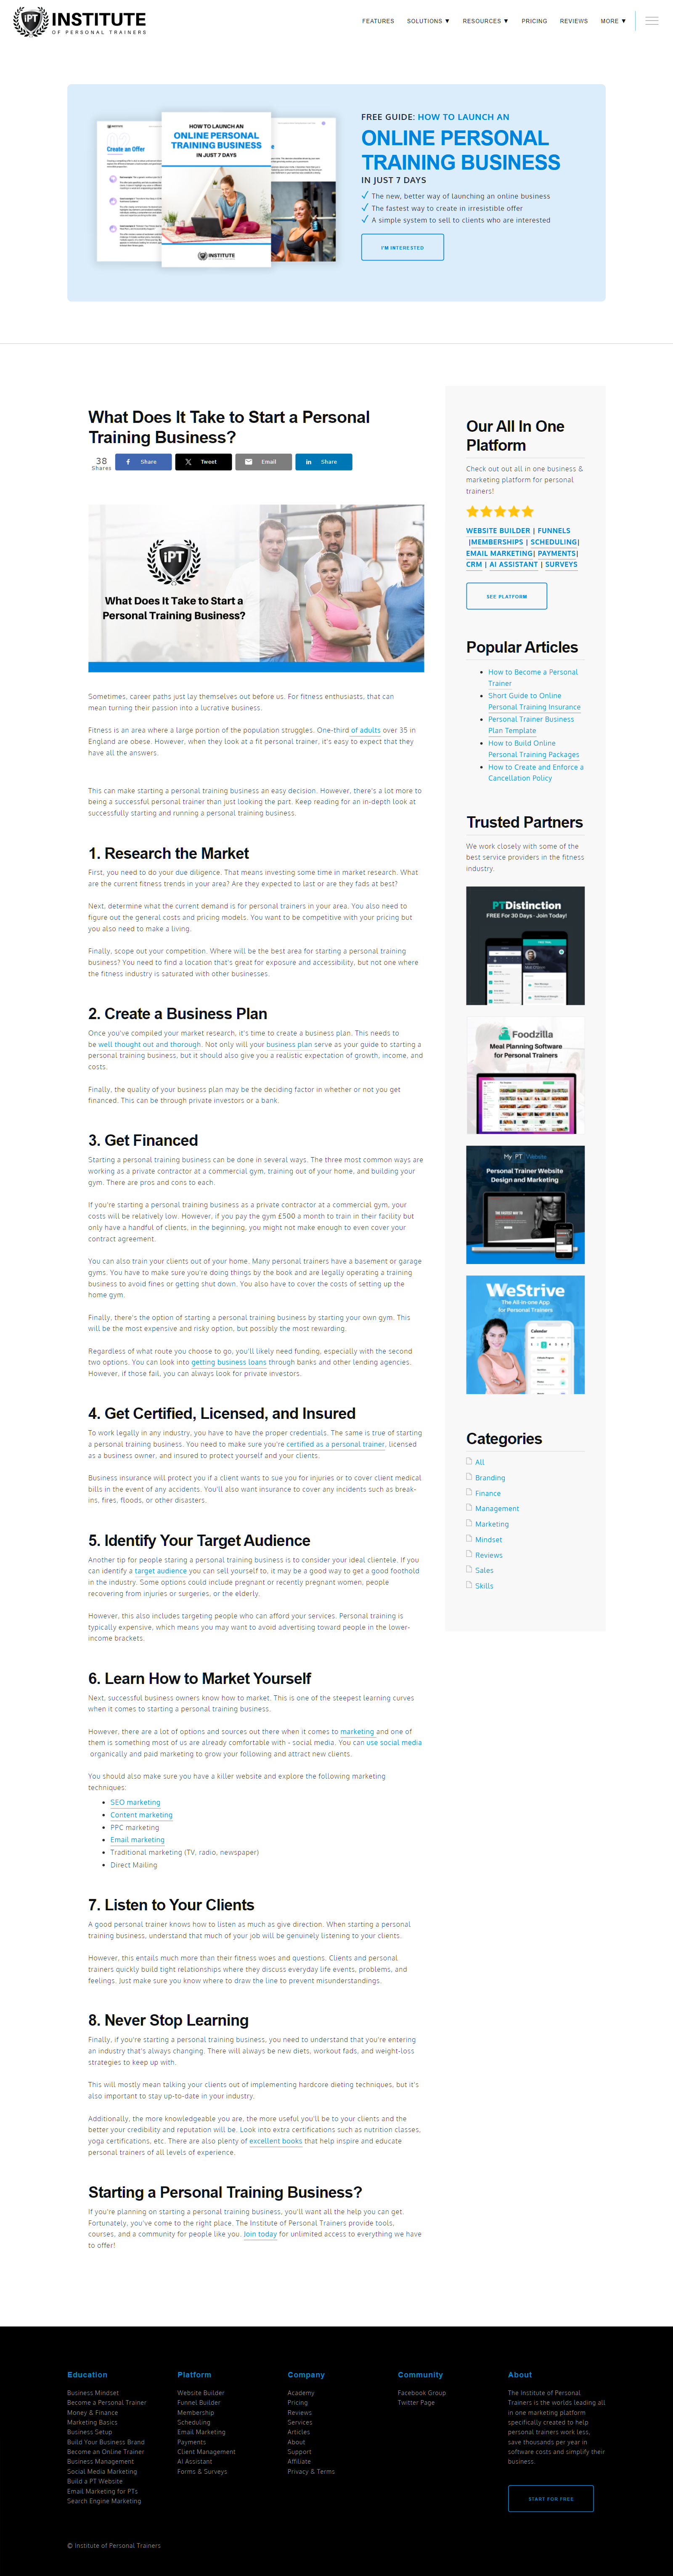 iPT INSTITUTE
OF PERSONAL TRAINERS
FEATURES
SOLUTIONS ▼
RESOURCES ▼
PRICING
REVIEWS
MORE ▼
INSTITUTE
Create an Offer
HOW TO LAUNCH AN
ONLINE PERSONAL
TRAINING BUSINESS
IN JUST 7 DAYS
INSTITUTE
FREE GUIDE: HOW TO LAUNCH AN
ONLINE PERSONAL
TRAINING BUSINESS
IN JUST 7 DAYS
The new, better way of launching an online business
The fastest way to create in irresistible offer
A simple system to sell to clients who are interested
I'M INTERESTED
What Does It Take to Start a Personal
Training Business?
38
Shares
Share
Tweet
Email
Share
iPT
What Does It Take to Start a
Personal Training Business?
Sometimes, career paths just lay themselves out before us. For fitness enthusiasts, that can
mean turning their passion into a lucrative business.
Fitness is an area where a large portion of the population struggles. One-third of adults over 35 in
England are obese. However, when they look at a fit personal trainer, it's easy to expect that they
have all the answers.
This can make starting a personal training business an easy decision. However, there's a lot more to
being a successful personal trainer than just looking the part. Keep reading for an in-depth look at
successfully starting and running a personal training business.
1. Research the Market
First, you need to do your due diligence. That means investing some time in market research. What
are the current fitness trends in your area? Are they expected to last or are they fads at best?
Next, determine what the current demand is for personal trainers in your area. You also need to
figure out the general costs and pricing models. You want to be competitive with your pricing but
you also need to make a living.
Finally, scope out your competition. Where will be the best area for starting a personal training
business? You need to find a location that's great for exposure and accessibility, but not one where
the fitness industry is saturated with other businesses.
2. Create a Business Plan
Once you've compiled your market research, it's time to create a business plan. This needs to
be well thought out and thorough. Not only will your business plan serve as your guide to starting a
personal training business, but it should also give you a realistic expectation of growth, income, and
costs.
Finally, the quality of your business plan may be the deciding factor in whether or not you get
financed. This can be through private investors or a bank.
3. Get Financed
Starting a personal training business can be done in several ways. The three most common ways are
working as a private contractor at a commercial gym, training out of your home, and building your
gym. There are pros and cons to each.
If you're starting a personal training business as a private contractor at a commercial gym, your
costs will be relatively low. However, if you pay the gym £500 a month to train in their facility but
only have a handful of clients, in the beginning, you might not make enough to even cover your
contract agreement.
You can also train your clients out of your home. Many personal trainers have a basement or garage
gyms. You have to make sure you're doing things by the book and are legally operating a training
business to avoid fines or getting shut down. You also have to cover the costs of setting up the
home gym.
Finally, there's the option of starting a personal training business by starting your own gym. This
will be the most expensive and risky option, but possibly the most rewarding.
Regardless of what route you choose to go, you'll likely need funding, especially with the second
two options. You can look into getting business loans through banks and other lending agencies.
However, if those fail, you can always look for private investors.
4. Get Certified, Licensed, and Insured
To work legally in any industry, you have to have the proper credentials. The same is true of starting
a personal training business. You need to make sure you're certified as a personal trainer, licensed
as a business owner, and insured to protect yourself and your clients.
Business insurance will protect you if a client wants to sue you for injuries or to cover client medical
bills in the event of any accidents. You'll also want insurance to cover any incidents such as break-
ins, fires, floods, or other disasters.
5. Identify Your Target Audience
Another tip for people staring a personal training business is to consider your ideal clientele. If you
can identify a target audience you can sell yourself to, it may be a good way to get a good foothold
in the industry. Some options could include pregnant or recently pregnant women, people
recovering from injuries or surgeries, or the elderly.
However, this also includes targeting people who can afford your services. Personal training is
typically expensive, which means you may want to avoid advertising toward people in the lower-
income brackets.
6. Learn How to Market Yourself
Next, successful business owners know how to market. This is one of the steepest learning curves
when it comes to starting a personal training business.
However, there are a lot of options and sources out there when it comes to marketing and one of
them is something most of us are already comfortable with - social media. You can use social media
organically and paid marketing to grow your following and attract new clients.
You should also make sure you have a killer website and explore the following marketing
techniques:
SEO marketing
Content marketing
PPC marketing
Email marketing
Traditional marketing (TV, radio, newspaper)
Direct Mailing
7. Listen to Your Clients
A good personal trainer knows how to listen as much as give direction. When starting a personal
training business, understand that much of your job will be genuinely listening to your clients.
However, this entails much more than their fitness woes and questions. Clients and personal
trainers quickly build tight relationships where they discuss everyday life events, problems, and
feelings. Just make sure you know where to draw the line to prevent misunderstandings.
8. Never Stop Learning
Finally, if you're starting a personal training business, you need to understand that you're entering
an industry that's always changing. There will always be new diets, workout fads, and weight-loss
strategies to keep up with.
This will mostly mean talking your clients out of implementing hardcore dieting techniques, but it's
also important to stay up-to-date in your industry.
Additionally, the more knowledgeable you are, the more useful you'll be to your clients and the
better your credibility and reputation will be. Look into extra certifications such as nutrition classes,
yoga certifications, etc. There are also plenty of excellent books that help inspire and educate
personal trainers of all levels of experience.
Starting a Personal Training Business?
If you're planning on starting a personal training business, you'll want all the help you can get.
Fortunately, you've come to the right place. The Institute of Personal Trainers provide tools,
courses, and a community for people like you. Join today for unlimited access to everything we have
to offer!
Our All In One
Platform
Check out out all in one business &
marketing platform for personal
trainers!
WEBSITE BUILDER | FUNNELS
|MEMBERSHIPS | SCHEDULING|
EMAIL MARKETING| PAYMENTS|
CRM | AI ASSISTANT | SURVEYS
SEE PLATFORM
Popular Articles
How to Become a Personal
Trainer
Short Guide to Online
Personal Training Insurance
Personal Trainer Business
Plan Template
How to Build Online
Personal Training Packages
How to Create and Enforce a
Cancellation Policy
Trusted Partners
We work closely with some of the
best service providers in the fitness
industry.
PTDistinction
FREE For 30 Days - Join Today!
Foodzilla
Meal Planning Software
for Personal Trainers
My PT Website
Personal Trainer Website
Design and Marketing
WeStrive
The All-in-one App
for Personal Trainers
Calendar
Categories
All
Branding
Finance
Management
Marketing
Mindset
Reviews
Sales
Skills
Education
Business Mindset
Become a Personal Trainer
Money & Finance
Marketing Basics
Business Setup
Build Your Business Brand
Become an Online Trainer
Business Management
Social Media Marketing
Build a PT Website
Email Marketing for PTs
Search Engine Marketing
Platform
Website Builder
Funnel Builder
Membership
Scheduling
Email Marketing
Payments
Client Management
AI Assistant
Forms & Surveys
Company
Academy
Pricing
Reviews
Services
Articles
About
Support
Affiliate
Privacy & Terms
Community
Facebook Group
Twitter Page
About
The Institute of Personal
Trainers is the worlds leading all
in one marketing platform
specifically created to help
personal trainers work less,
save thousands per year in
software costs and simplify their
business.
START FOR FREE
© Institute of Personal Trainers